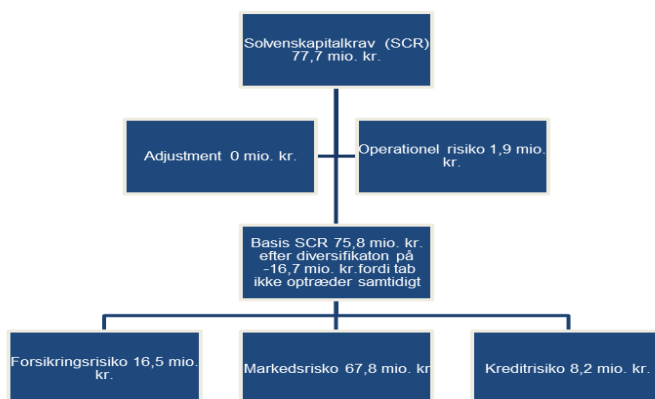 Solvenskapitalkrav (SCR)
77,7 mio. kr.
Adjustment 0 mio. kr.
Operationel risiko 1,9 mio.
kr.
Basis SCR 75,8 mio. kr.
efter diversifikaton på
-16,7 mio. kr.fordi tab
ikke optræder samtidigt
Forsikringsrisiko 16,5 mio.
kr.
Markedsrisko 67,8 mio. kr
Kreditrisiko 8,2 mio. kr.